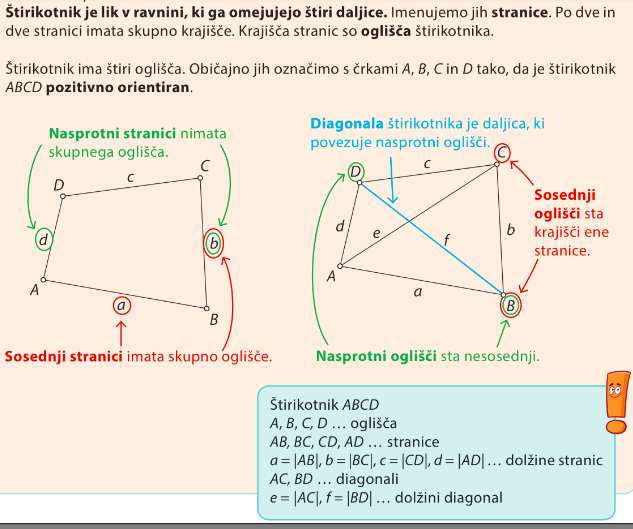 Štirikotnik je lik v ravnini, ki ga omejujejo štiri daljice. Imenujemo jih stranice. Po dve in
dve stranici imata skupno krajišče. Krajišča stranic so oglišča štirikotnika.
Štirikotnik ima štiri oglišča. Običajno jih označimo s črkami A, B, C in D tako, da je štirikotnik
ABCD pozitivno orientiran.
Nasprotni stranici nimata
skupnega oglišča.
D
c
C
d
b
A
a
B
Sosednji stranici imata skupno oglišče.
Diagonala štirikotnika je daljica, ki
povezuje nasprotni oglišči.
D
c
C
d
e
f
b
A
a
B
Sosednji
oglišči sta
krajišči ene
stranice.
Nasprotni oglišči sta nesosednji.
Štirikotnik ABCD
A, B, C, D … oglišča
AB, BC, CD, AD … stranice
a = |AB|, b = |BC|, c = |CD|, d = |AD| … dolžine stranic
AC, BD … diagonali
e = |AC|, f = |BD| … dolžini diagonal